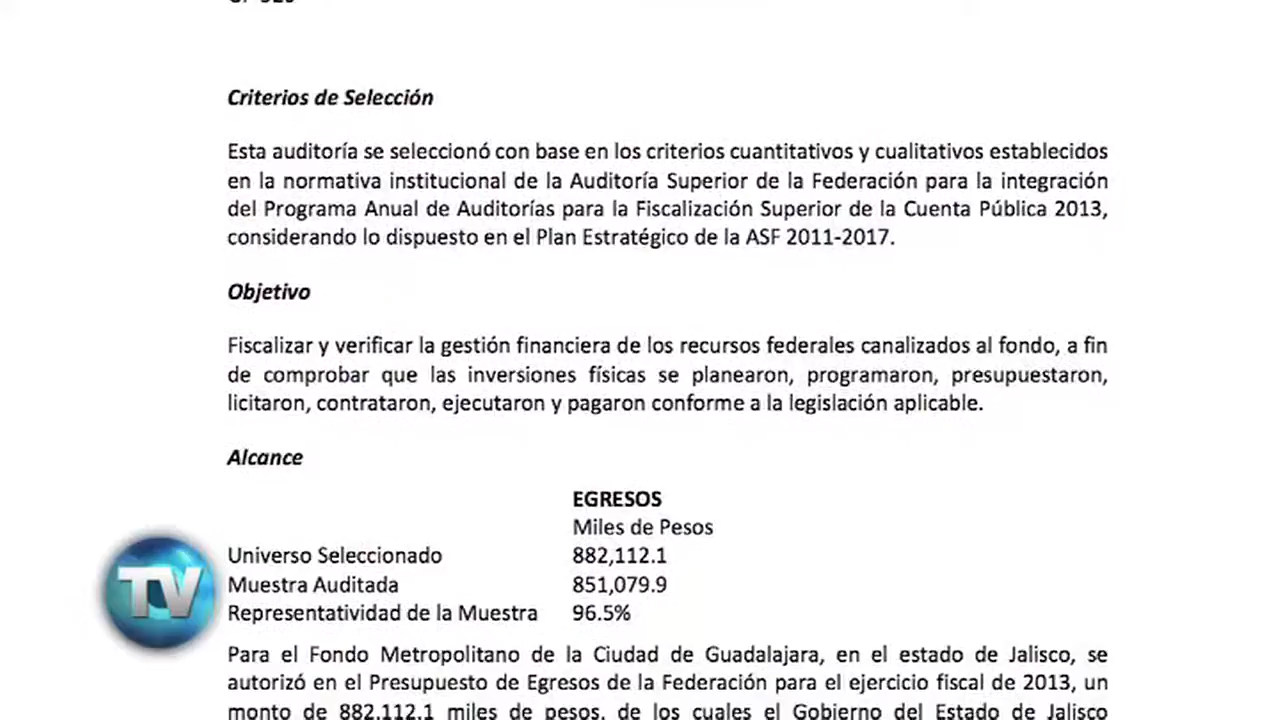 Criterios de Selección
Esta auditoría se seleccionó con base en los criterios cuantitativos y cualitativos establecidos
en la normativa institucional de la Auditoría Superior de la Federación para la integración
del Programa Anual de Auditorías para la Fiscalización Superior de la Cuenta Pública 2013,
considerando lo dispuesto en el Plan Estratégico de la ASF 2011-2017.
Objetivo
Fiscalizar y verificar la gestión financiera de los recursos federales canalizados al fondo, a fin
de comprobar que las inversiones físicas se planearon, programaron, presupuestaron,
licitaron, contrataron, ejecutaron y pagaron conforme a la legislación aplicable.
Alcance
EGRESOS
Miles de Pesos
Universo Seleccionado 882,112.1
Muestra Auditada 851,079.9
Representatividad de la Muestra 96.5%
TV
Para el Fondo Metropolitano de la Ciudad de Guadalajara, en el estado de Jalisco, se
autorizó en el Presupuesto de Egresos de la Federación para el ejercicio fiscal de 2013, un
monto de 882,112.1 miles de pesos, de los cuales el Gobierno del Estado de Jalisco